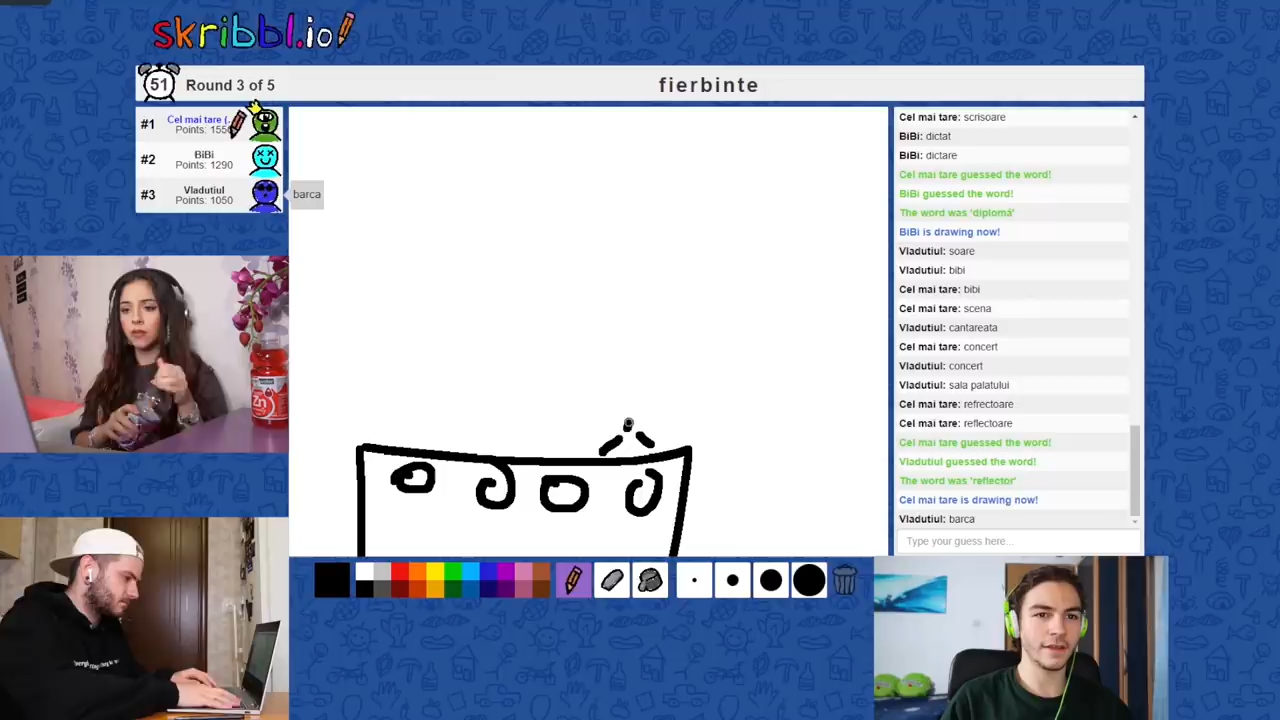 skribbl.io
51
Round 3 of 5
fierbinte
#1
Cel mai tare (.
Points: 1550
#2
BiBi
Points: 1290
#3
Vladutiul
Points: 1050
barca
Cel mai tare: scrisoare
BiBi: dictat
BiBi: dictare
Cel mai tare guessed the word!
BiBi guessed the word!
The word was 'diplomă'
BiBi is drawing now!
Vladutiul: soare
Vladutiul: bibi
Cel mai tare: bibi
Cel mai tare: scena
Vladutiul: cantareata
Cel mai tare: concert
Vladutiul: concert
Vladutiul: sala palatului
Cel mai tare: refrectoare
Cel mai tare: reflectoare
Cel mai tare guessed the word!
Vladutiul guessed the word!
The word was 'reflector'
Cel mai tare is drawing now!
Vladutiul: barca
Type your guess here...
Zn